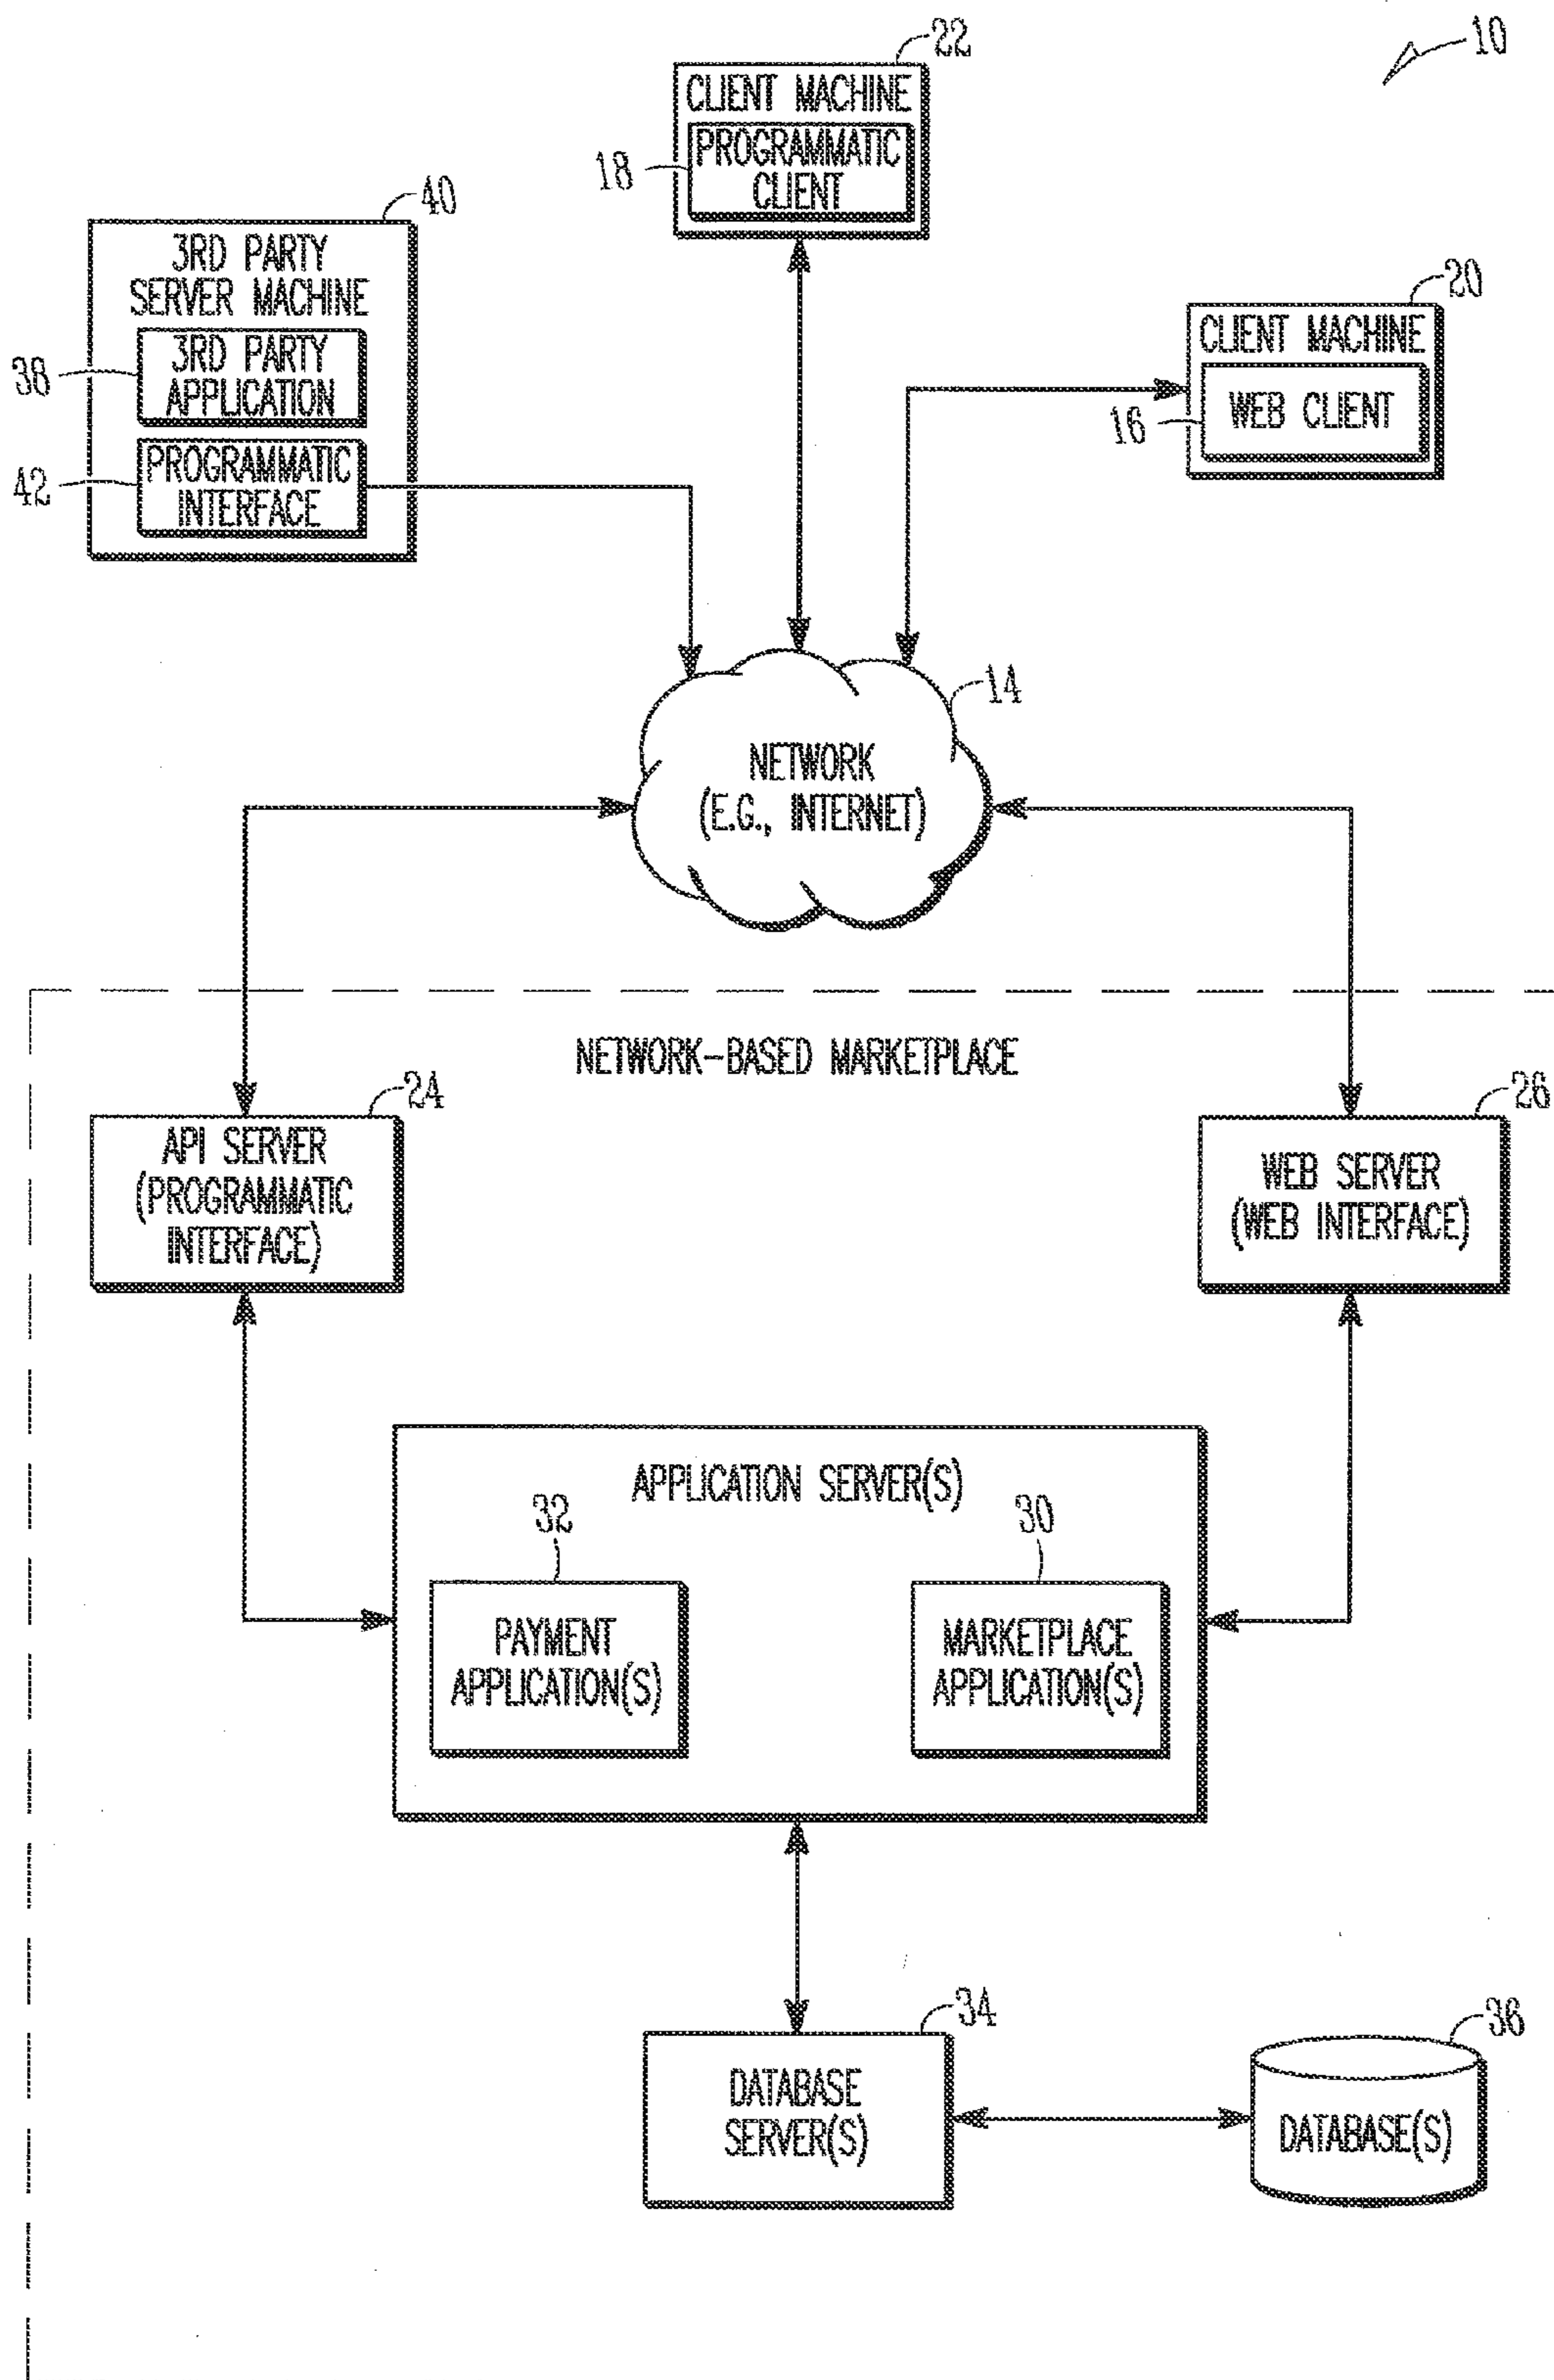 10
22
CLIENT MACHINE
PROGRAMMATIC
CLIENT
18
40
3RD PARTY
SERVER MACHINE
3RD PARTY
APPLICATION
38
PROGRAMMATIC
INTERFACE
42
20
CLIENT MACHINE
WEB CLIENT
16
14
NETWORK
(E.G., INTERNET)
NETWORK-BASED MARKETPLACE
24
API SERVER
(PROGRAMMATIC
INTERFACE)
26
WEB SERVER
(WEB INTERFACE)
APPLICATION SERVER(S)
32
PAYMENT
APPLICATION(S)
30
MARKETPLACE
APPLICATION(S)
34
DATABASE
SERVER(S)
36
DATABASE(S)